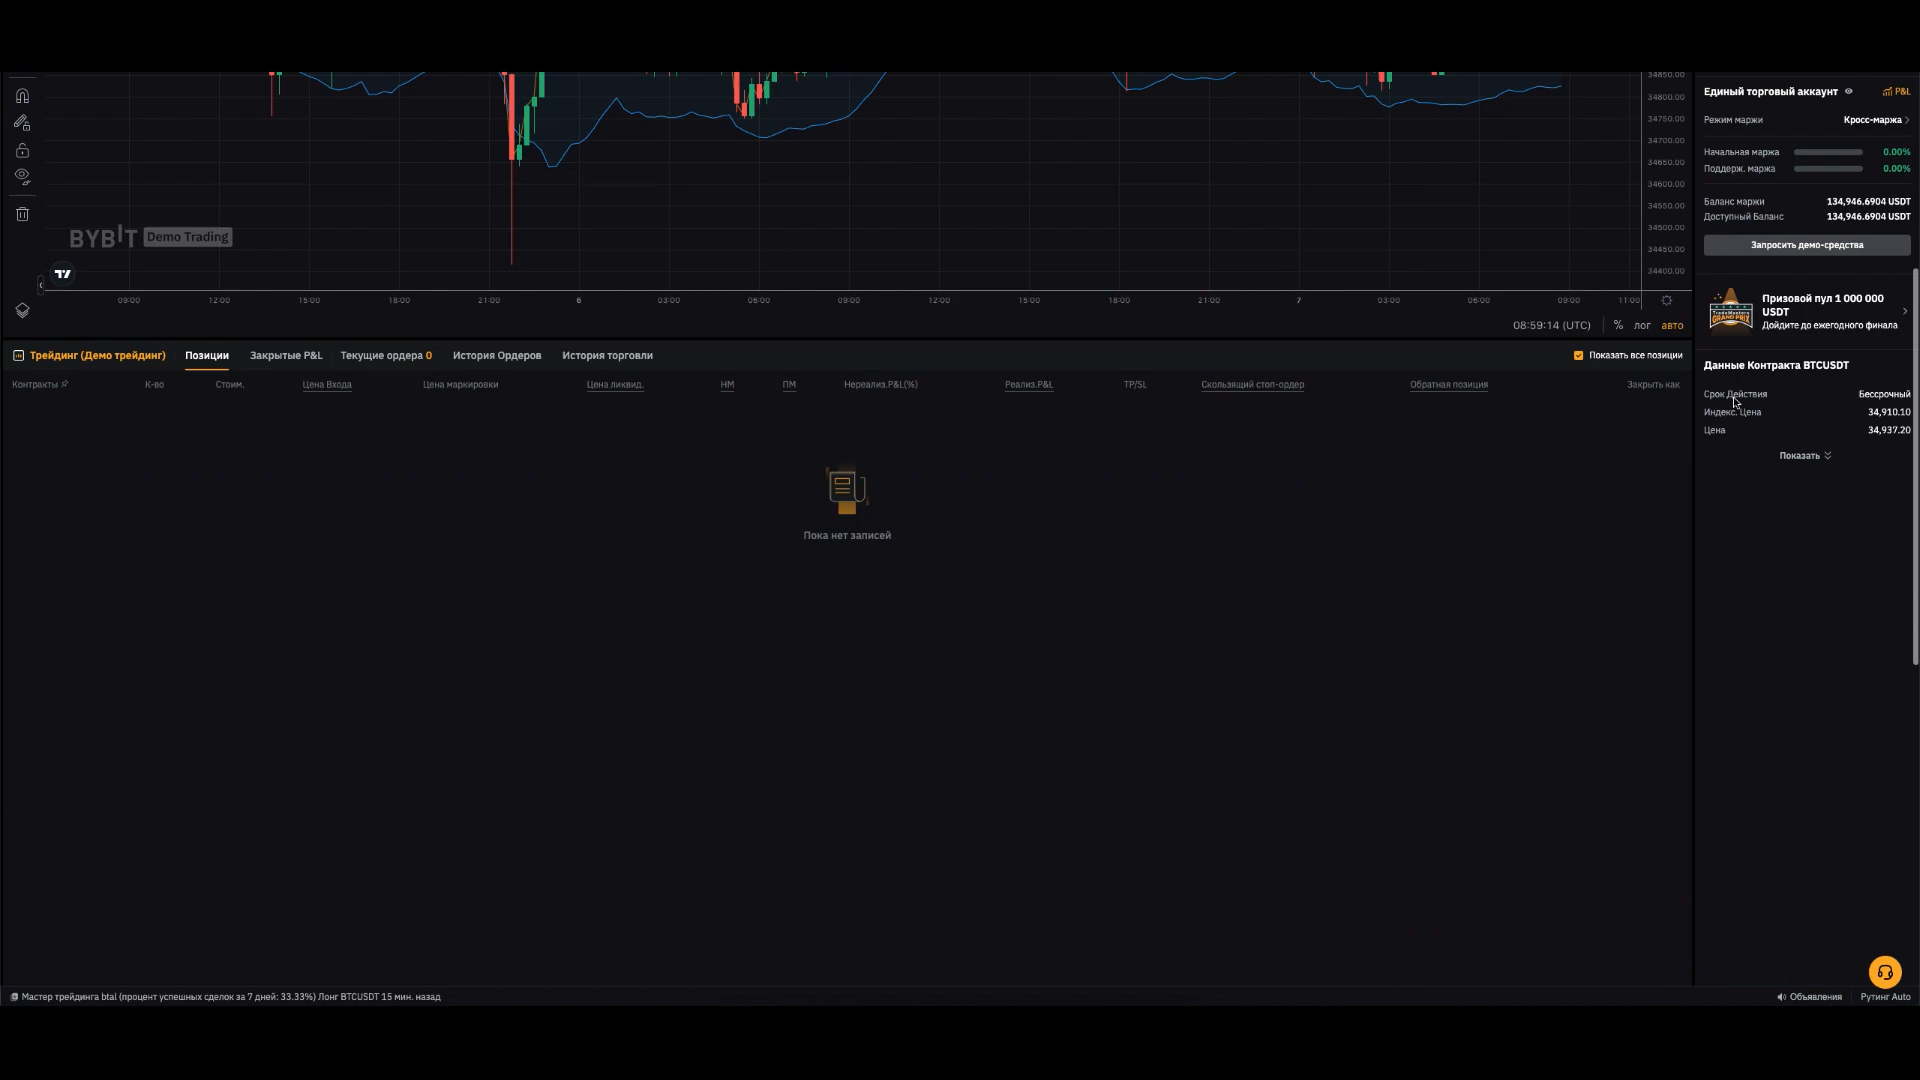 34850.00
34800.00
34750.00
34700.00
34650.00
34600.00
34550.00
34500.00
34450.00
34400.00
BYBIT Demo Trading
09:00 12:00 15:00 18:00 21:00 6 03:00 06:00 09:00 12:00 15:00 18:00 21:00 7 03:00 06:00 09:00 11:00
08:59:14 (UTC) % лог авто
Единый торговый аккаунт P&L
Режим маржи Кросс-маржа
Начальная маржа 0.00%
Поддерж. маржа 0.00%
Баланс маржи 134,946.6904 USDT
Доступный Баланс 134,946.6904 USDT
Запросить демо-средства
TradeMasters
GRAND PRIX
Призовой пул 1 000 000
USDT
Дойдите до ежегодного финала
Данные Контракта BTCUSDT
Срок Действия Бессрочный
Индекс. Цена 34,910.10
Цена 34,937.20
Показать
Трейдинг (Демо трейдинг) Позиции Закрытые P&L Текущие ордера 0 История Ордеров История торговли Показать все позиции
Контракты К-во Стоим. Цена Входа Цена маркировки Цена ликвид. НМ ПМ Нереализ.P&L(%) Реализ.P&L TP/SL Скользящий стоп-ордер Обратная позиция Закрыть как
Пока нет записей
Мастер трейдинга btal (процент успешных сделок за 7 дней: 33.33%) Лонг BTCUSDT 15 мин. назад
Объявления Рутинг Auto